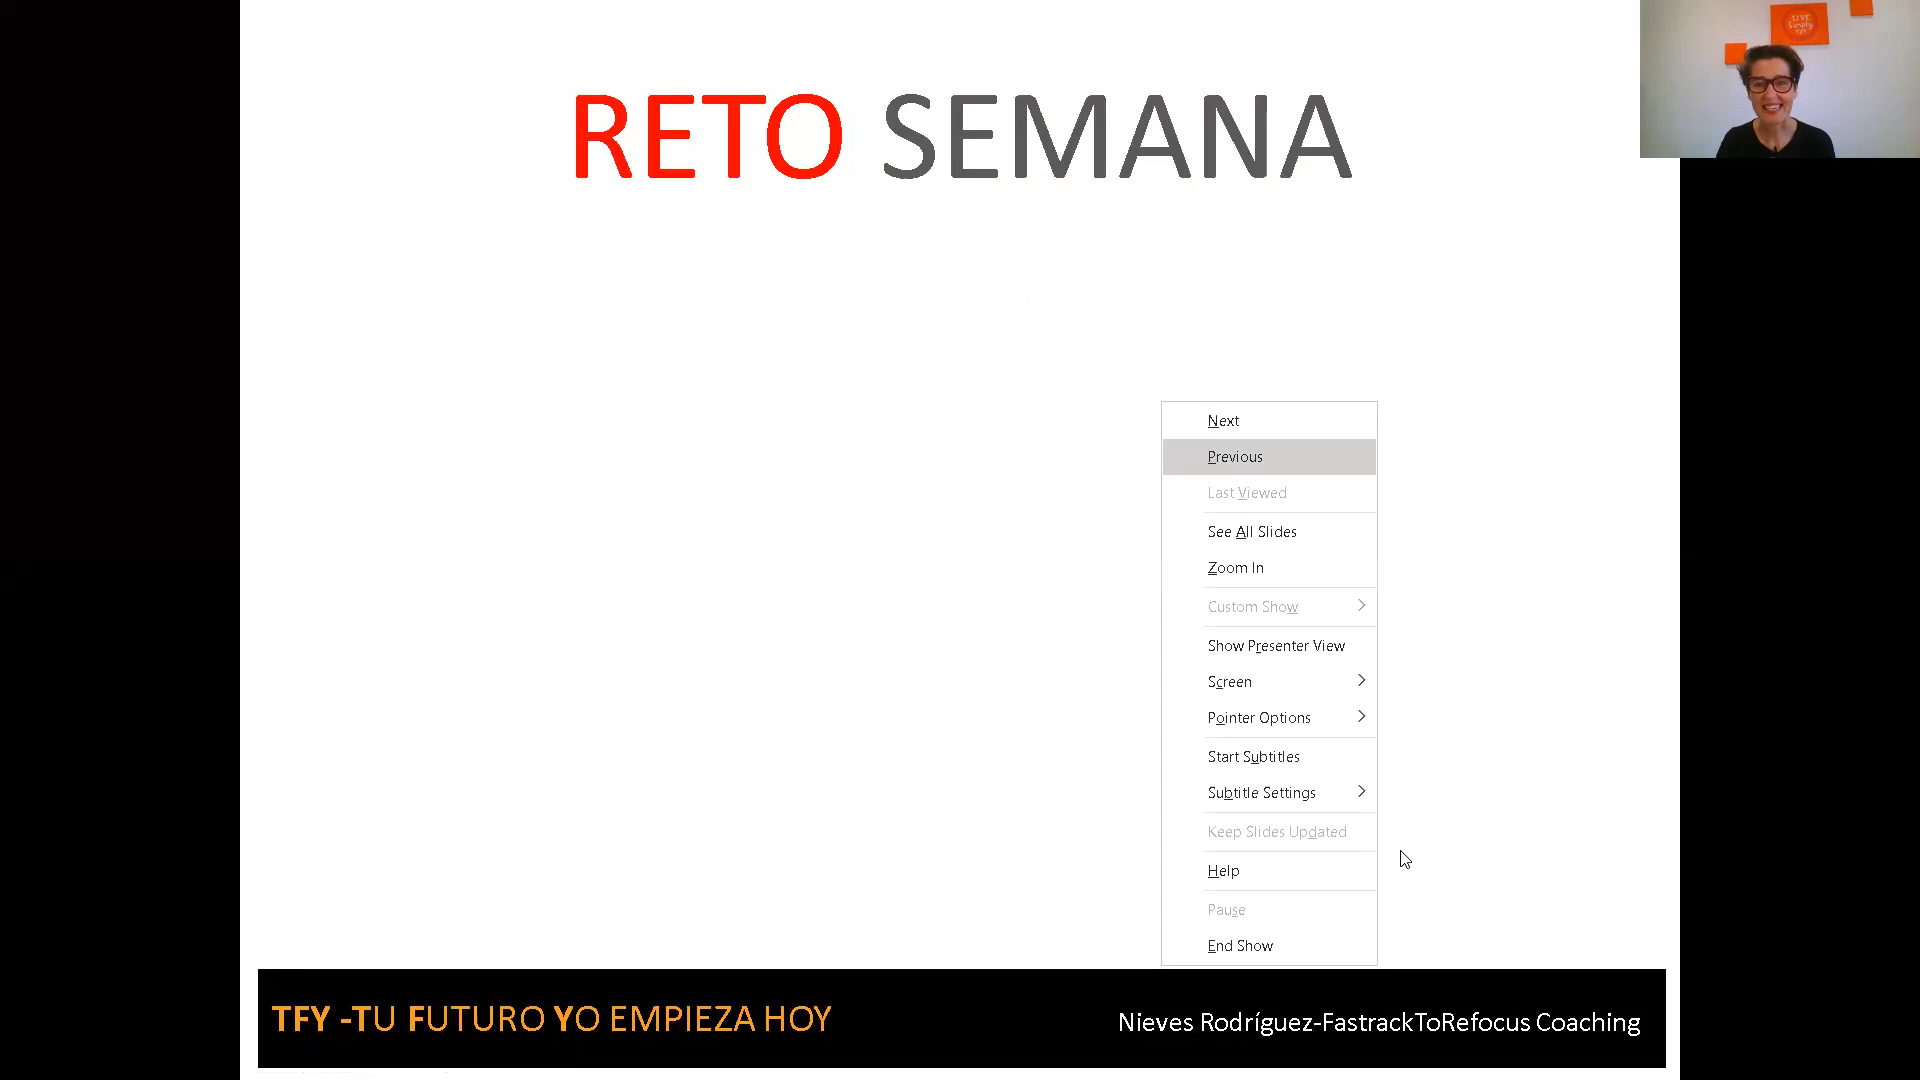 RETO SEMANA
LIVE
Simply
Next
Previous
Last Viewed
See All Slides
Zoom In
Custom Show
Show Presenter View
Screen
Pointer Options
Start Subtitles
Subtitle Settings
Keep Slides Updated
Help
Pause
End Show
TFY -TU FUTURO YO EMPIEZA HOY
Nieves Rodríguez-FastrackToRefocus Coaching